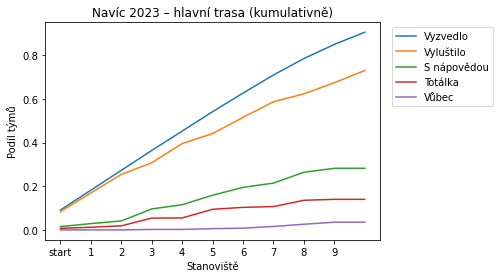 Navíc 2023 – hlavní trasa (kumulativně)
Podíl týmů
0.8
0.6
0.4
0.2
0.0
start 1 2 3 4 5 6 7 8 9
Stanoviště
Vyzvedlo
Vyluštilo
S nápovědou
Totálka
Vůbec